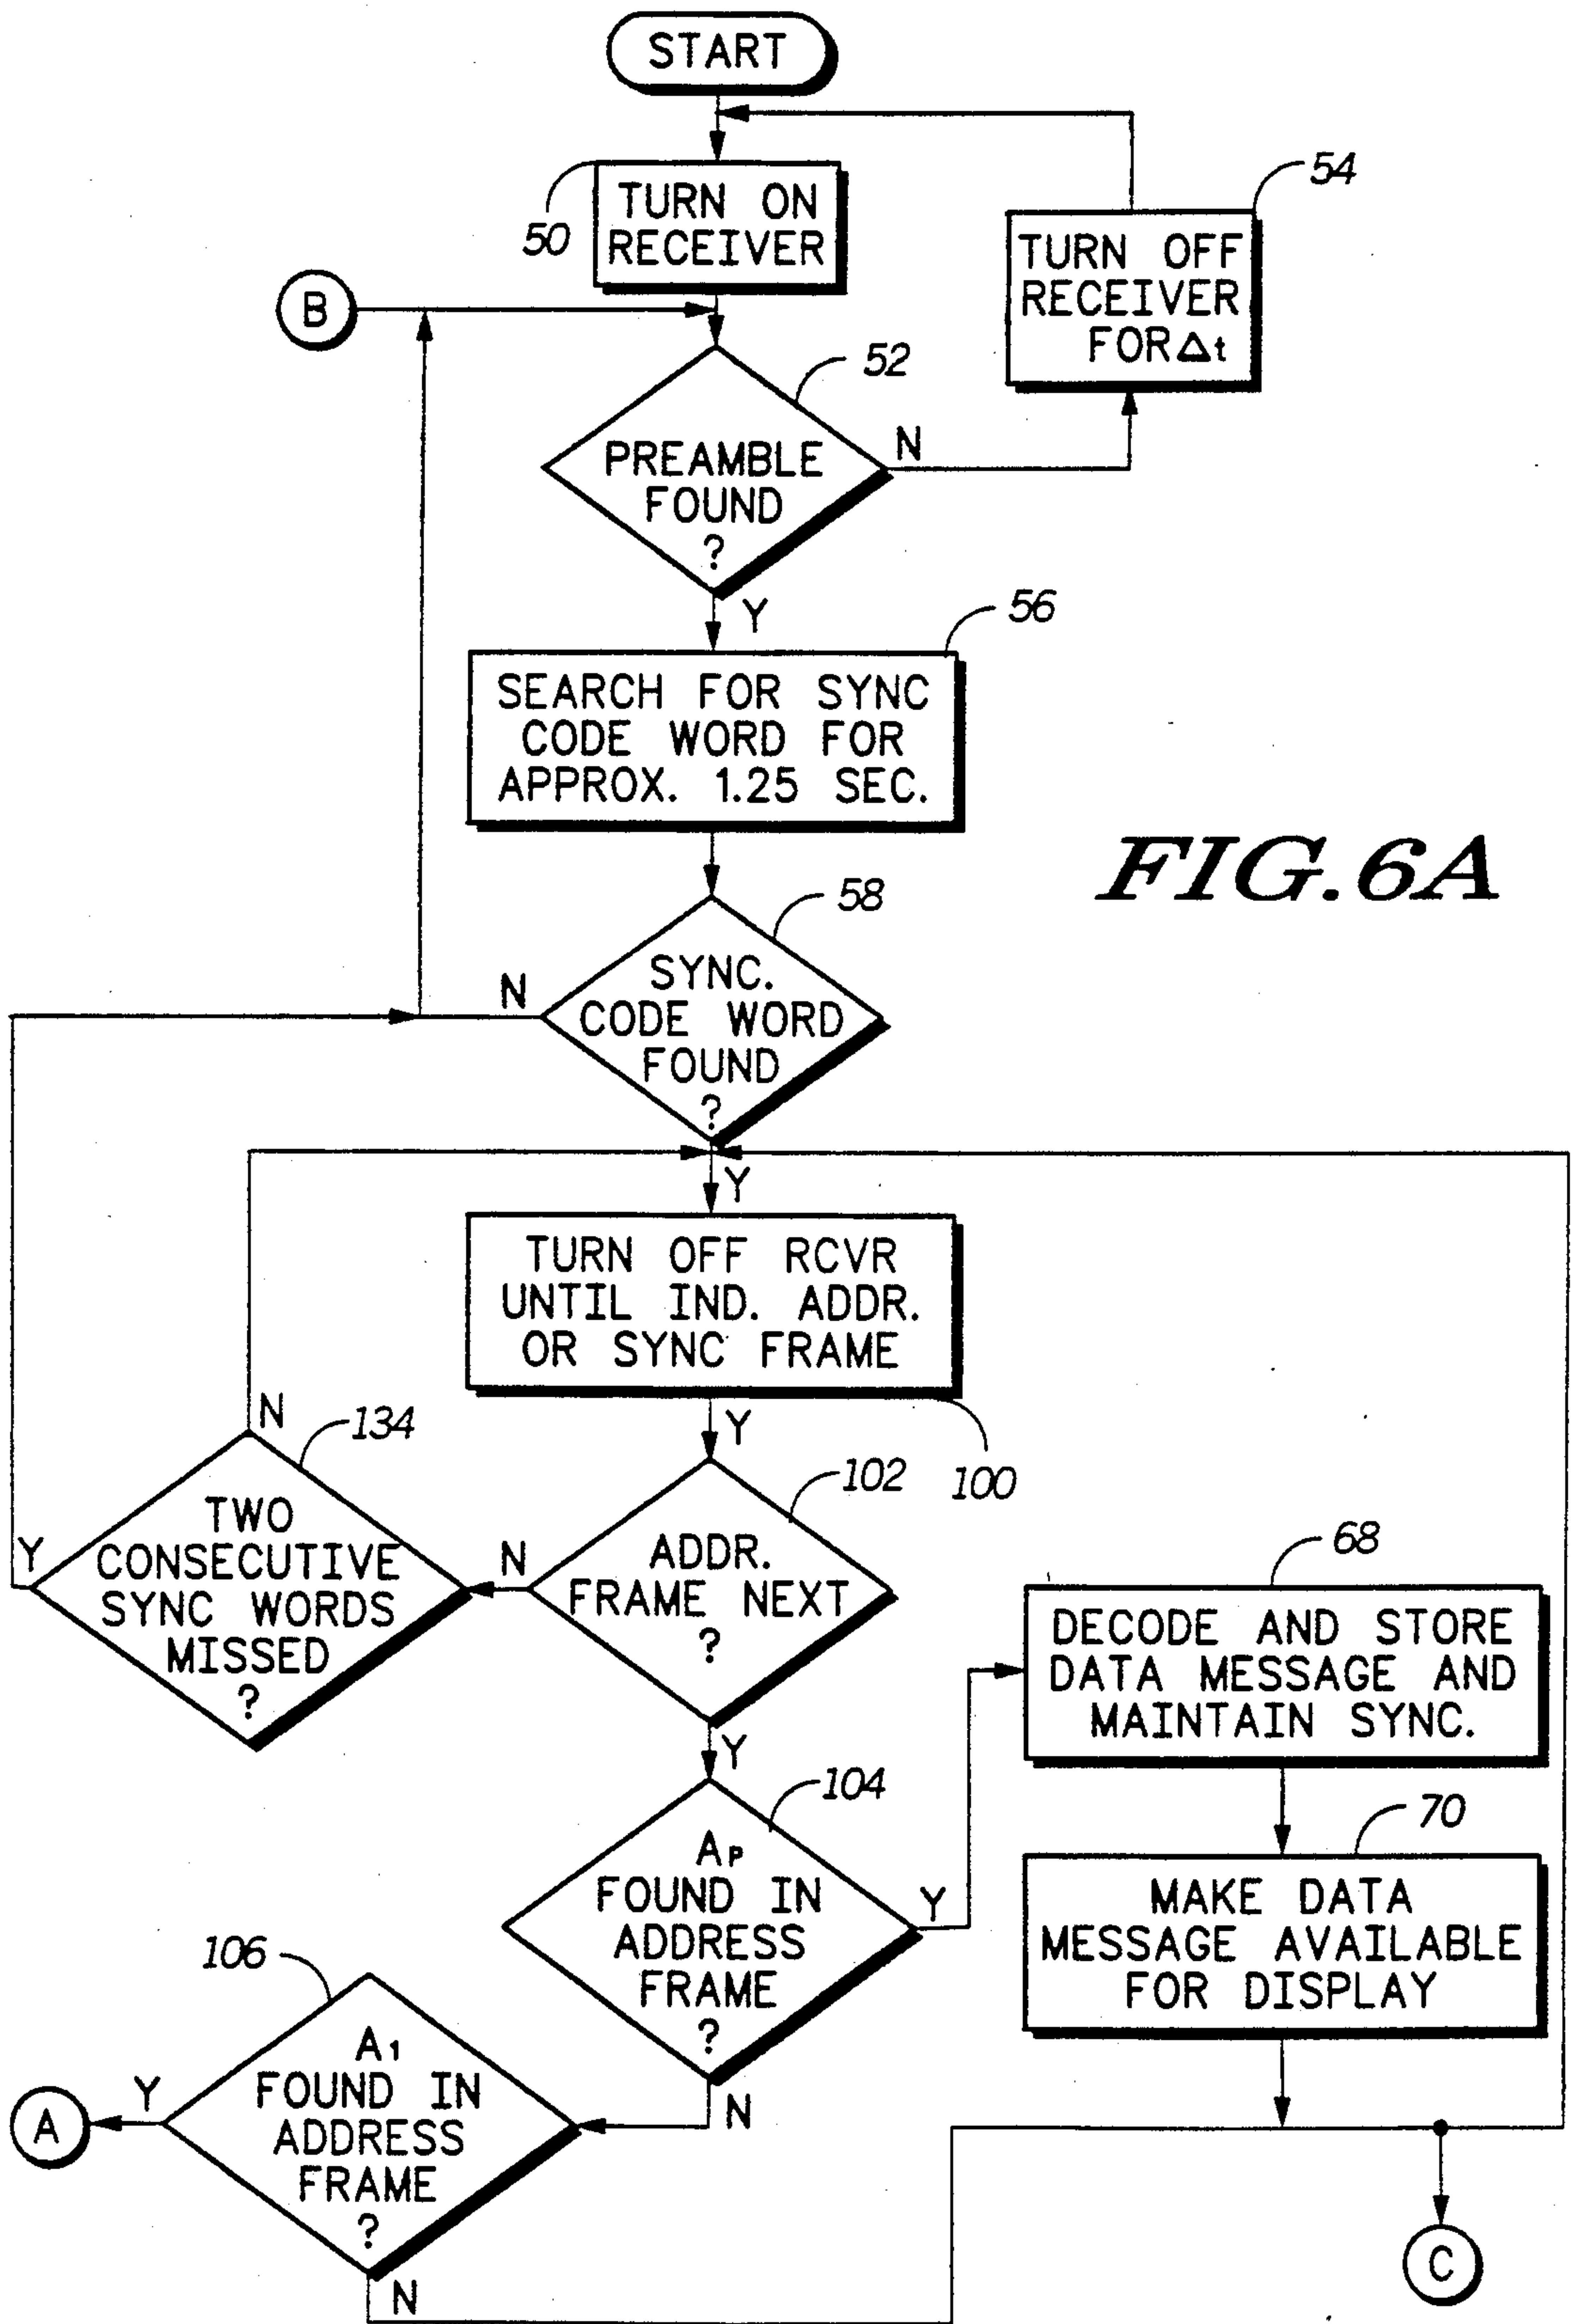 START
TURN ON
RECEIVER
50
54
TURN OFF
RECEIVER
FOR Δt
B
52
PREAMBLE
FOUND
?
N
Y
56
SEARCH FOR SYNC
CODE WORD FOR
APPROX. 1.25 SEC.
FIG.6A
58
SYNC.
CODE WORD
FOUND
?
N
Y
TURN OFF RCVR
UNTIL IND. ADDR.
OR SYNC FRAME
100
Y
N
134
TWO
CONSECUTIVE
SYNC WORDS
MISSED
?
Y
102
ADDR.
FRAME NEXT
?
N
Y
68
DECODE AND STORE
DATA MESSAGE AND
MAINTAIN SYNC.
104
AP
FOUND IN
ADDRESS
FRAME
?
Y
N
70
MAKE DATA
MESSAGE AVAILABLE
FOR DISPLAY
106
A1
FOUND IN
ADDRESS
FRAME
?
Y
A
N
C